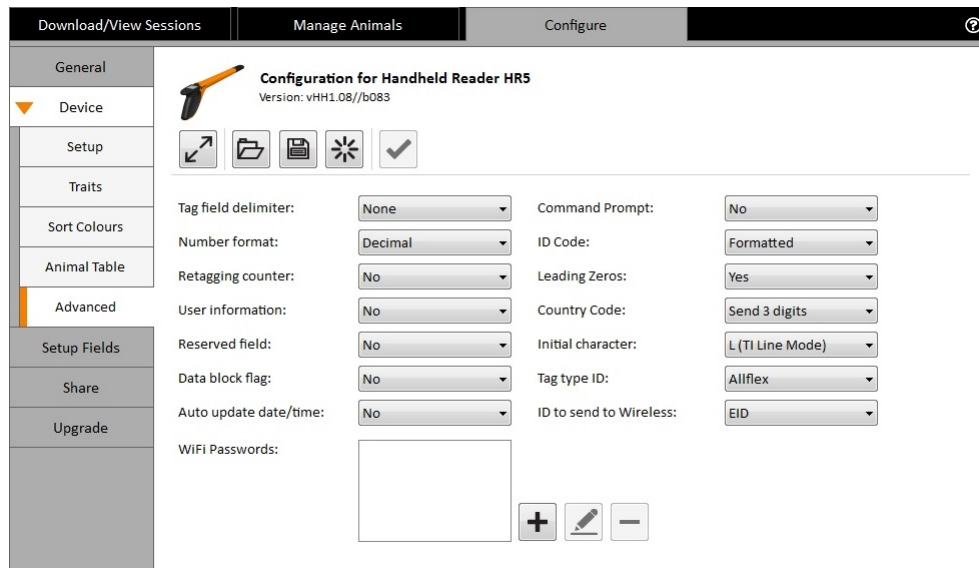 Download/View Sessions
Manage Animals
Configure
?
General
Device
Setup
Traits
Sort Colours
Animal Table
Advanced
Setup Fields
Share
Upgrade
Configuration for Handheld Reader HR5
Version: vHH1.08//b083
Tag field delimiter: None
Number format: Decimal
Retagging counter: No
User information: No
Reserved field: No
Data block flag: No
Auto update date/time: No
WiFi Passwords:
Command Prompt: No
ID Code: Formatted
Leading Zeros: Yes
Country Code: Send 3 digits
Initial character: L (TI Line Mode)
Tag type ID: Allflex
ID to send to Wireless: EID